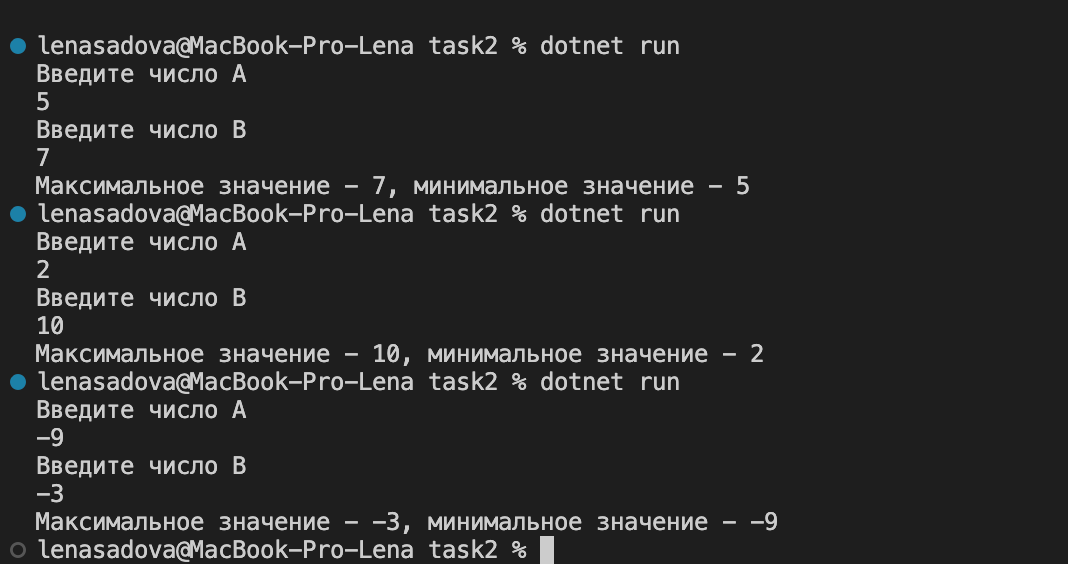 lenasadova@MacBook-Pro-Lena task2 % dotnet run
Введите число A
5
Введите число B
7
Максимальное значение - 7, минимальное значение - 5
lenasadova@MacBook-Pro-Lena task2 % dotnet run
Введите число A
2
Введите число B
10
Максимальное значение - 10, минимальное значение - 2
lenasadova@MacBook-Pro-Lena task2 % dotnet run
Введите число A
-9
Введите число B
-3
Максимальное значение - -3, минимальное значение - -9
lenasadova@MacBook-Pro-Lena task2 %